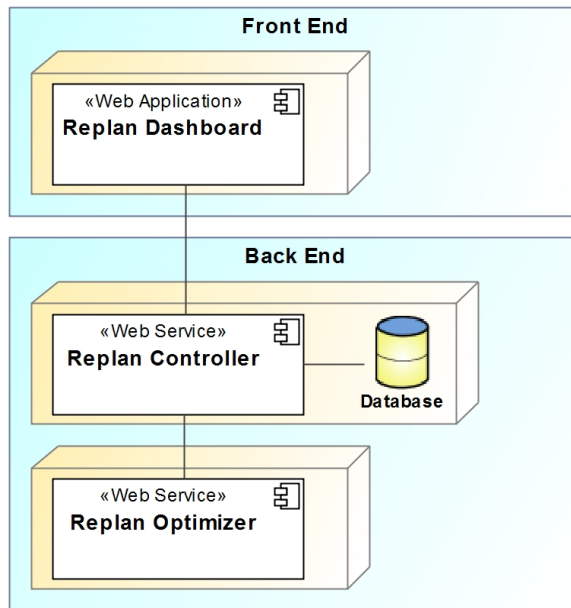 Front End
«Web Application»
Replan Dashboard
Back End
«Web Service»
Replan Controller
Database
«Web Service»
Replan Optimizer